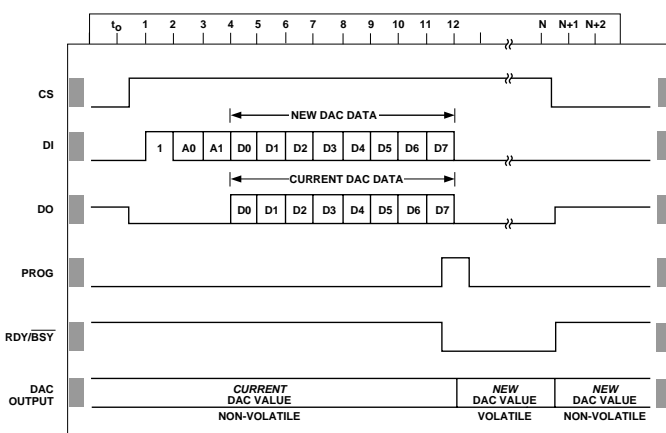 to 1 2 3 4 5 6 7 8 9 10 11 12 N N+1 N+2
CS
NEW DAC DATA
DI 1 A0 A1 D0 D1 D2 D3 D4 D5 D6 D7
CURRENT DAC DATA
DO D0 D1 D2 D3 D4 D5 D6 D7
PROG
RDY/BSY
DAC OUTPUT
CURRENT DAC VALUE
NON-VOLATILE
NEW DAC VALUE
VOLATILE
NEW DAC VALUE
NON-VOLATILE